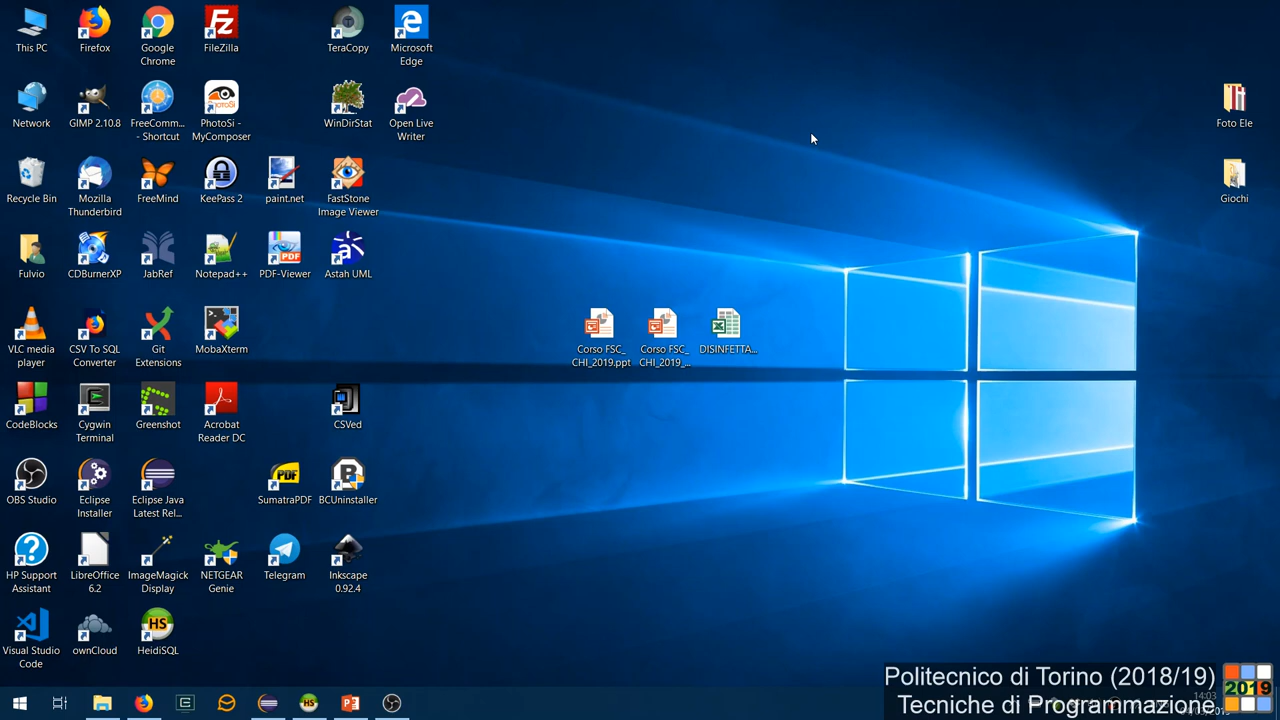 This PC
Firefox
Google
Chrome
FileZilla
TeraCopy
Microsoft
Edge
Network
GIMP 2.10.8
FreeComm...
- Shortcut
PhotoSi -
MyComposer
WinDirStat
Open Live
Writer
Foto Ele
Recycle Bin
Mozilla
Thunderbird
FreeMind
KeePass 2
paint.net
FastStone
Image Viewer
Giochi
Fulvio
CDBurnerXP
JabRef
Notepad++
PDF-Viewer
Astah UML
VLC media
player
CSV To SQL
Converter
Git
Extensions
MobaXterm
Corso FSC_
CHI_2019.ppt
Corso FSC_
CHI_2019_...
DISINFETTA...
CodeBlocks
Cygwin
Terminal
Greenshot
Acrobat
Reader DC
CSVed
OBS Studio
Eclipse
Installer
Eclipse Java
Latest Rel...
SumatraPDF
BCUninstaller
HP Support
Assistant
LibreOffice
6.2
ImageMagick
Display
NETGEAR
Genie
Telegram
Inkscape
0.92.4
Visual Studio
Code
ownCloud
HeidiSQL
Politecnico di Torino (2018/19)
Tecniche di Programmazione
2019
14:03